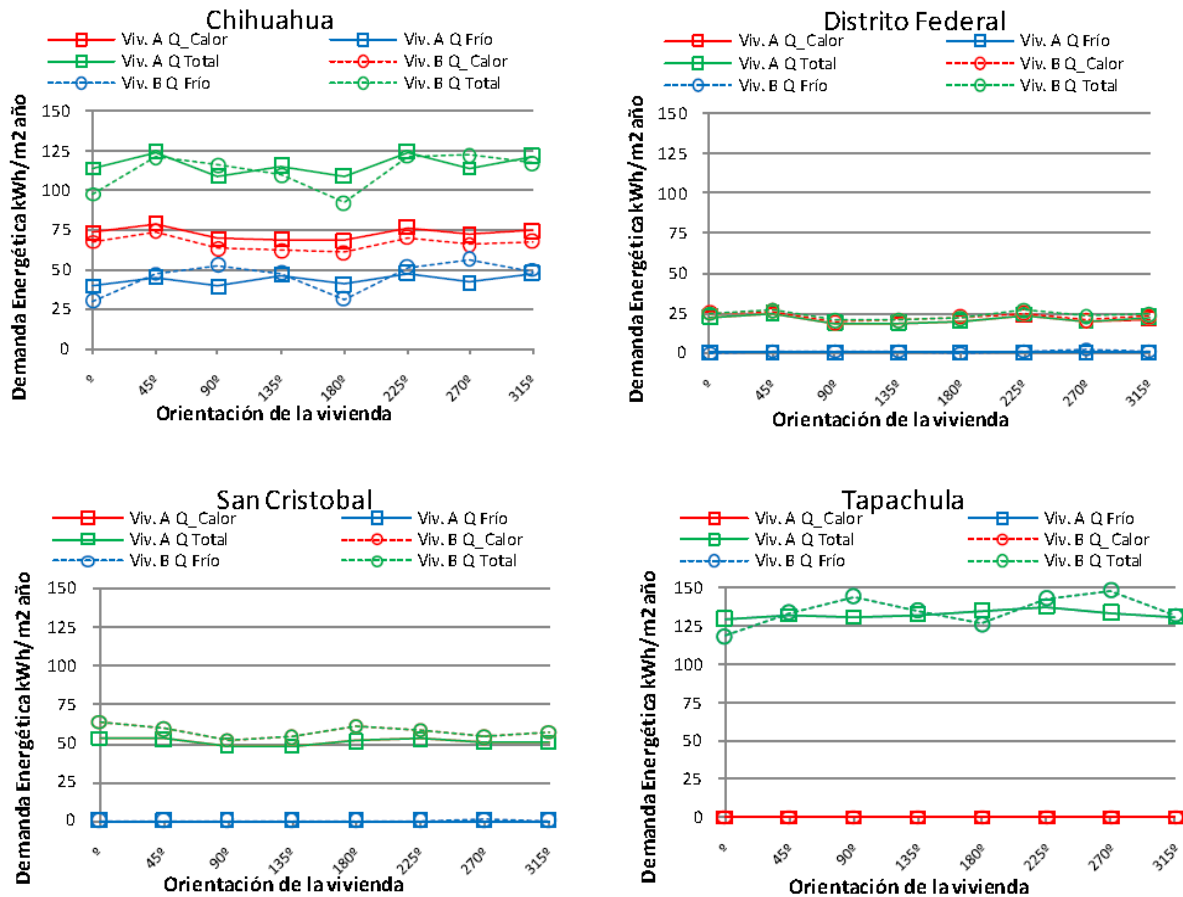 Chihuahua
Viv. A Q_Calor
Viv. A Q Frío
Viv. A Q Total
Viv. B Q_Calor
Viv. B Q Frío
Viv. B Q Total
Demanda Energética kWh/m2 año
150
125
100
75
50
25
0
º
45º
90º
135º
180º
225º
270º
315º
Orientación de la vivienda
Distrito Federal
Viv. A Q_Calor
Viv. A Q Frío
Viv. A Q Total
Viv. B Q_Calor
Viv. B Q Frío
Viv. B Q Total
Demanda Energética kWh/m2 año
150
125
100
75
50
25
0
º
45º
90º
135º
180º
225º
270º
315º
Orientación de la vivienda
San Cristobal
Viv. A Q_Calor
Viv. A Q Frío
Viv. A Q Total
Viv. B Q_Calor
Viv. B Q Frío
Viv. B Q Total
Demanda Energética kWh/m2 año
150
125
100
75
50
25
0
º
45º
90º
135º
180º
225º
270º
315º
Orientación de la vivienda
Tapachula
Viv. A Q_Calor
Viv. A Q Frío
Viv. A Q Total
Viv. B Q_Calor
Viv. B Q Frío
Viv. B Q Total
Demanda Energética kWh/m2 año
150
125
100
75
50
25
0
º
45º
90º
135º
180º
225º
270º
315º
Orientación de la vivienda